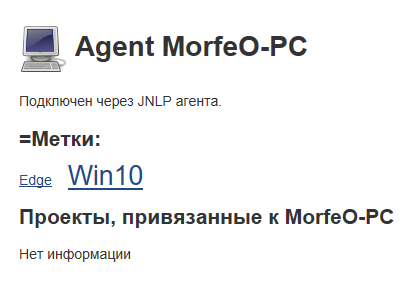 Agent MorfeO-PC
Подключен через JNLP агента.
=Метки:
Edge Win10
Проекты, привязанные к MorfeO-PC
Нет информации